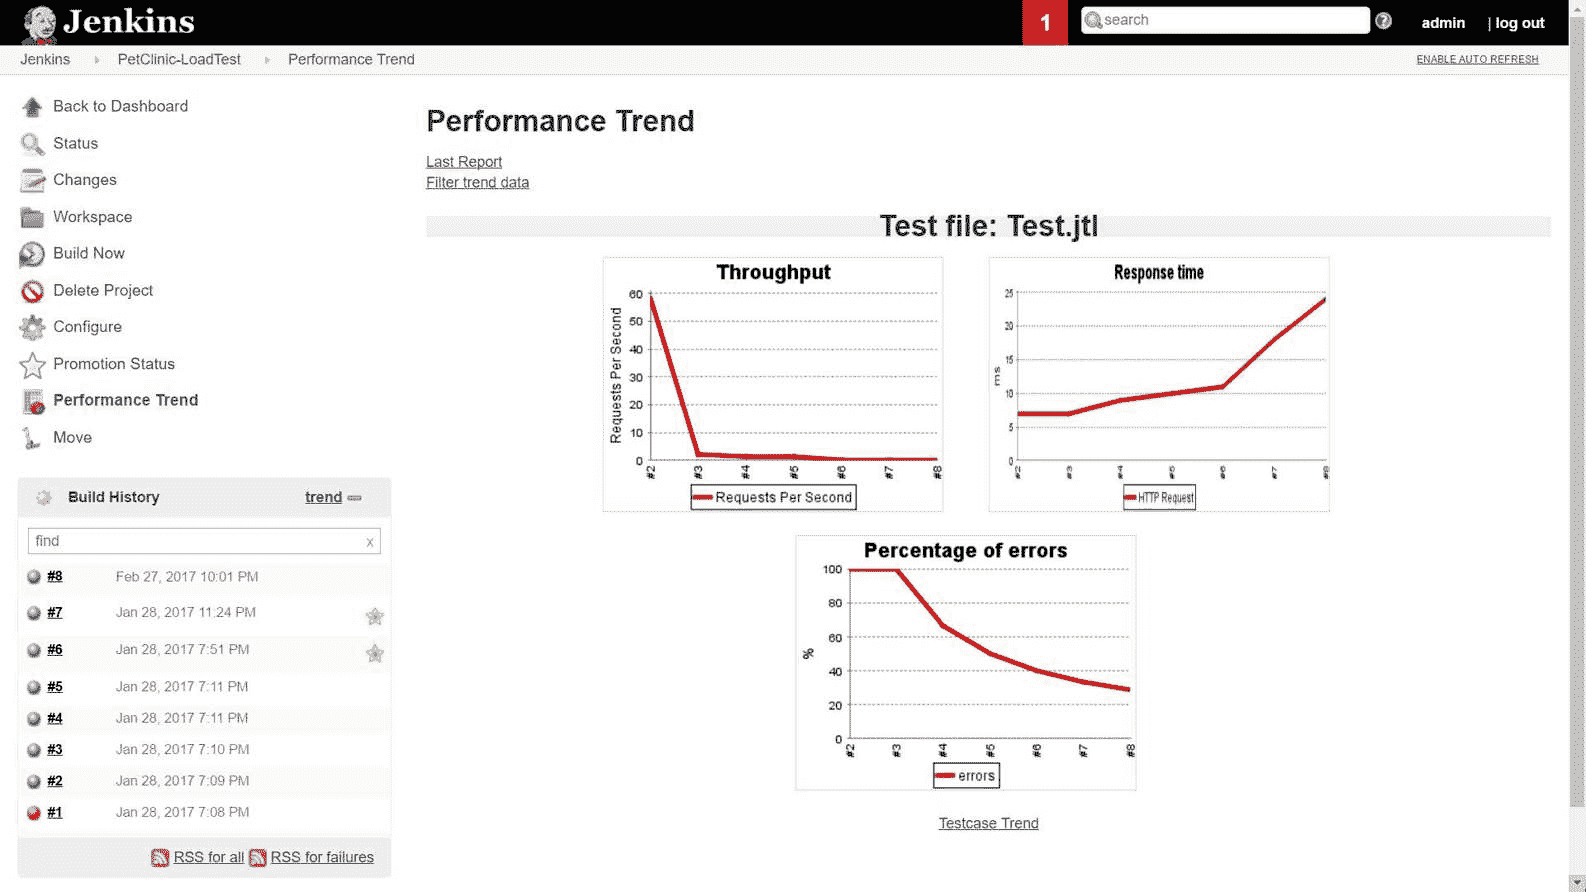 Jenkins
1
search
?
admin
| log out
Jenkins
PetClinic-LoadTest
Performance Trend
ENABLE AUTO REFRESH
Back to Dashboard
Status
Changes
Workspace
Build Now
Delete Project
Configure
Promotion Status
Performance Trend
Move
Build History
trend
find
x
#8 Feb 27, 2017 10:01 PM
#7 Jan 28, 2017 11:24 PM
#6 Jan 28, 2017 7:51 PM
#5 Jan 28, 2017 7:11 PM
#4 Jan 28, 2017 7:11 PM
#3 Jan 28, 2017 7:10 PM
#2 Jan 28, 2017 7:09 PM
#1 Jan 28, 2017 7:08 PM
RSS for all
RSS for failures
Performance Trend
Last Report
Filter trend data
Test file: Test.jtl
Throughput
Requests Per Second
60
50
40
30
20
10
0
#2 #3 #4 #5 #6 #7 #8
Requests Per Second
Response time
ms
25
20
15
10
5
0
#2 #3 #4 #5 #6 #7 #8
HTTP Request
Percentage of errors
%
100
80
60
40
20
0
#2 #3 #4 #5 #6 #7 #8
errors
Testcase Trend